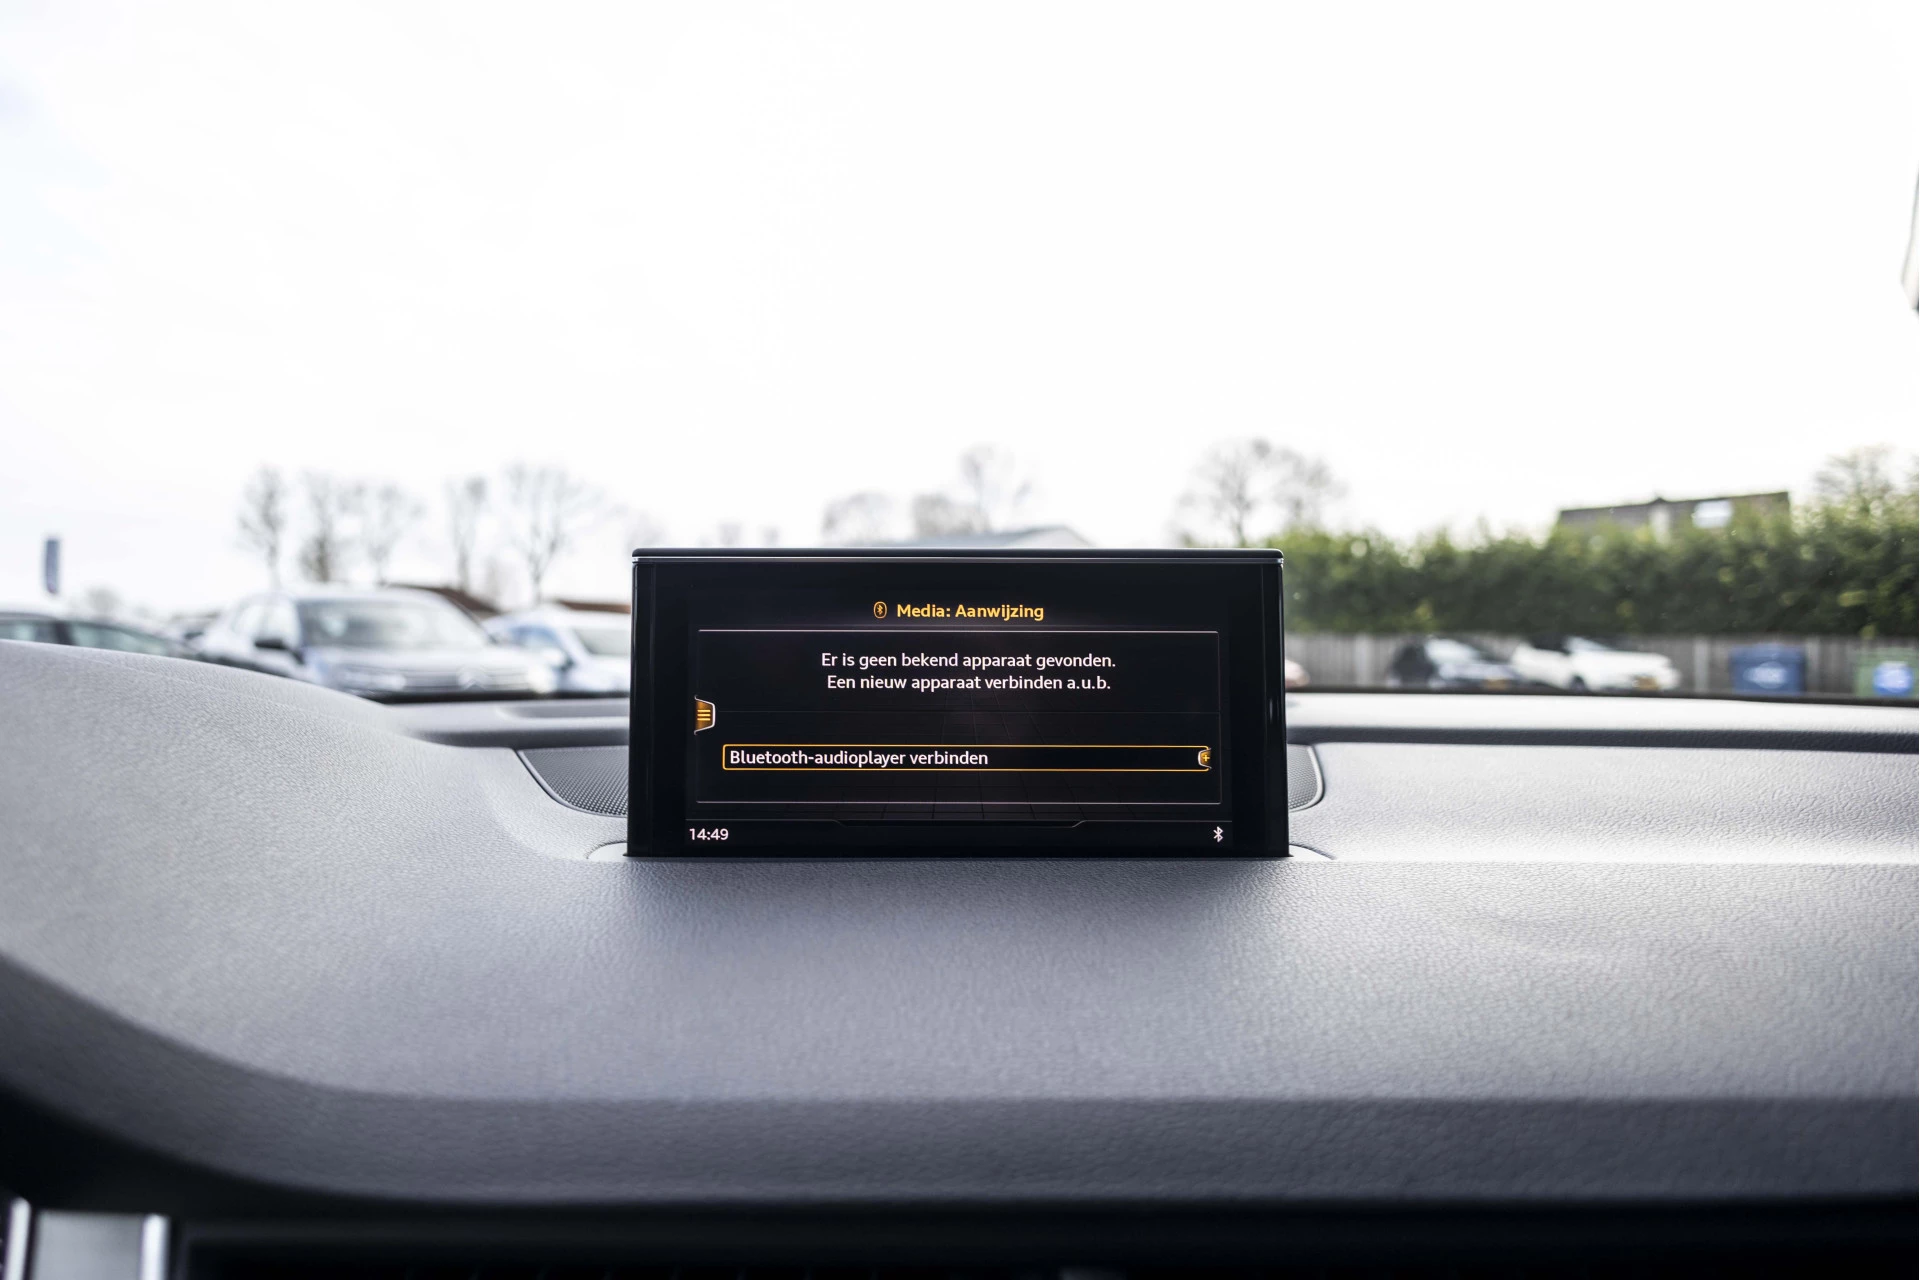 Media: Aanwijzing
Er is geen bekend apparaat gevonden.
Een nieuw apparaat verbinden a.u.b.
Bluetooth-audioplayer verbinden
14:49